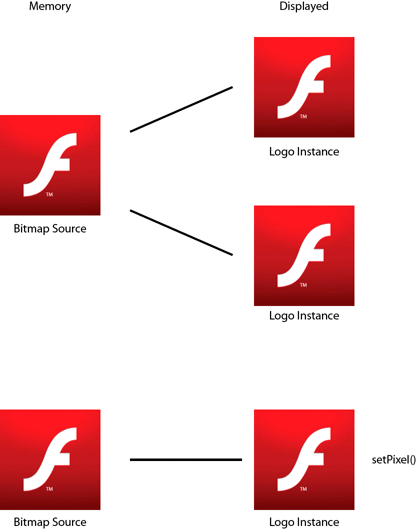 Memory
Displayed
TM
Logo Instance
TM
Bitmap Source
TM
Logo Instance
TM
Bitmap Source
TM
Logo Instance
setPixel()